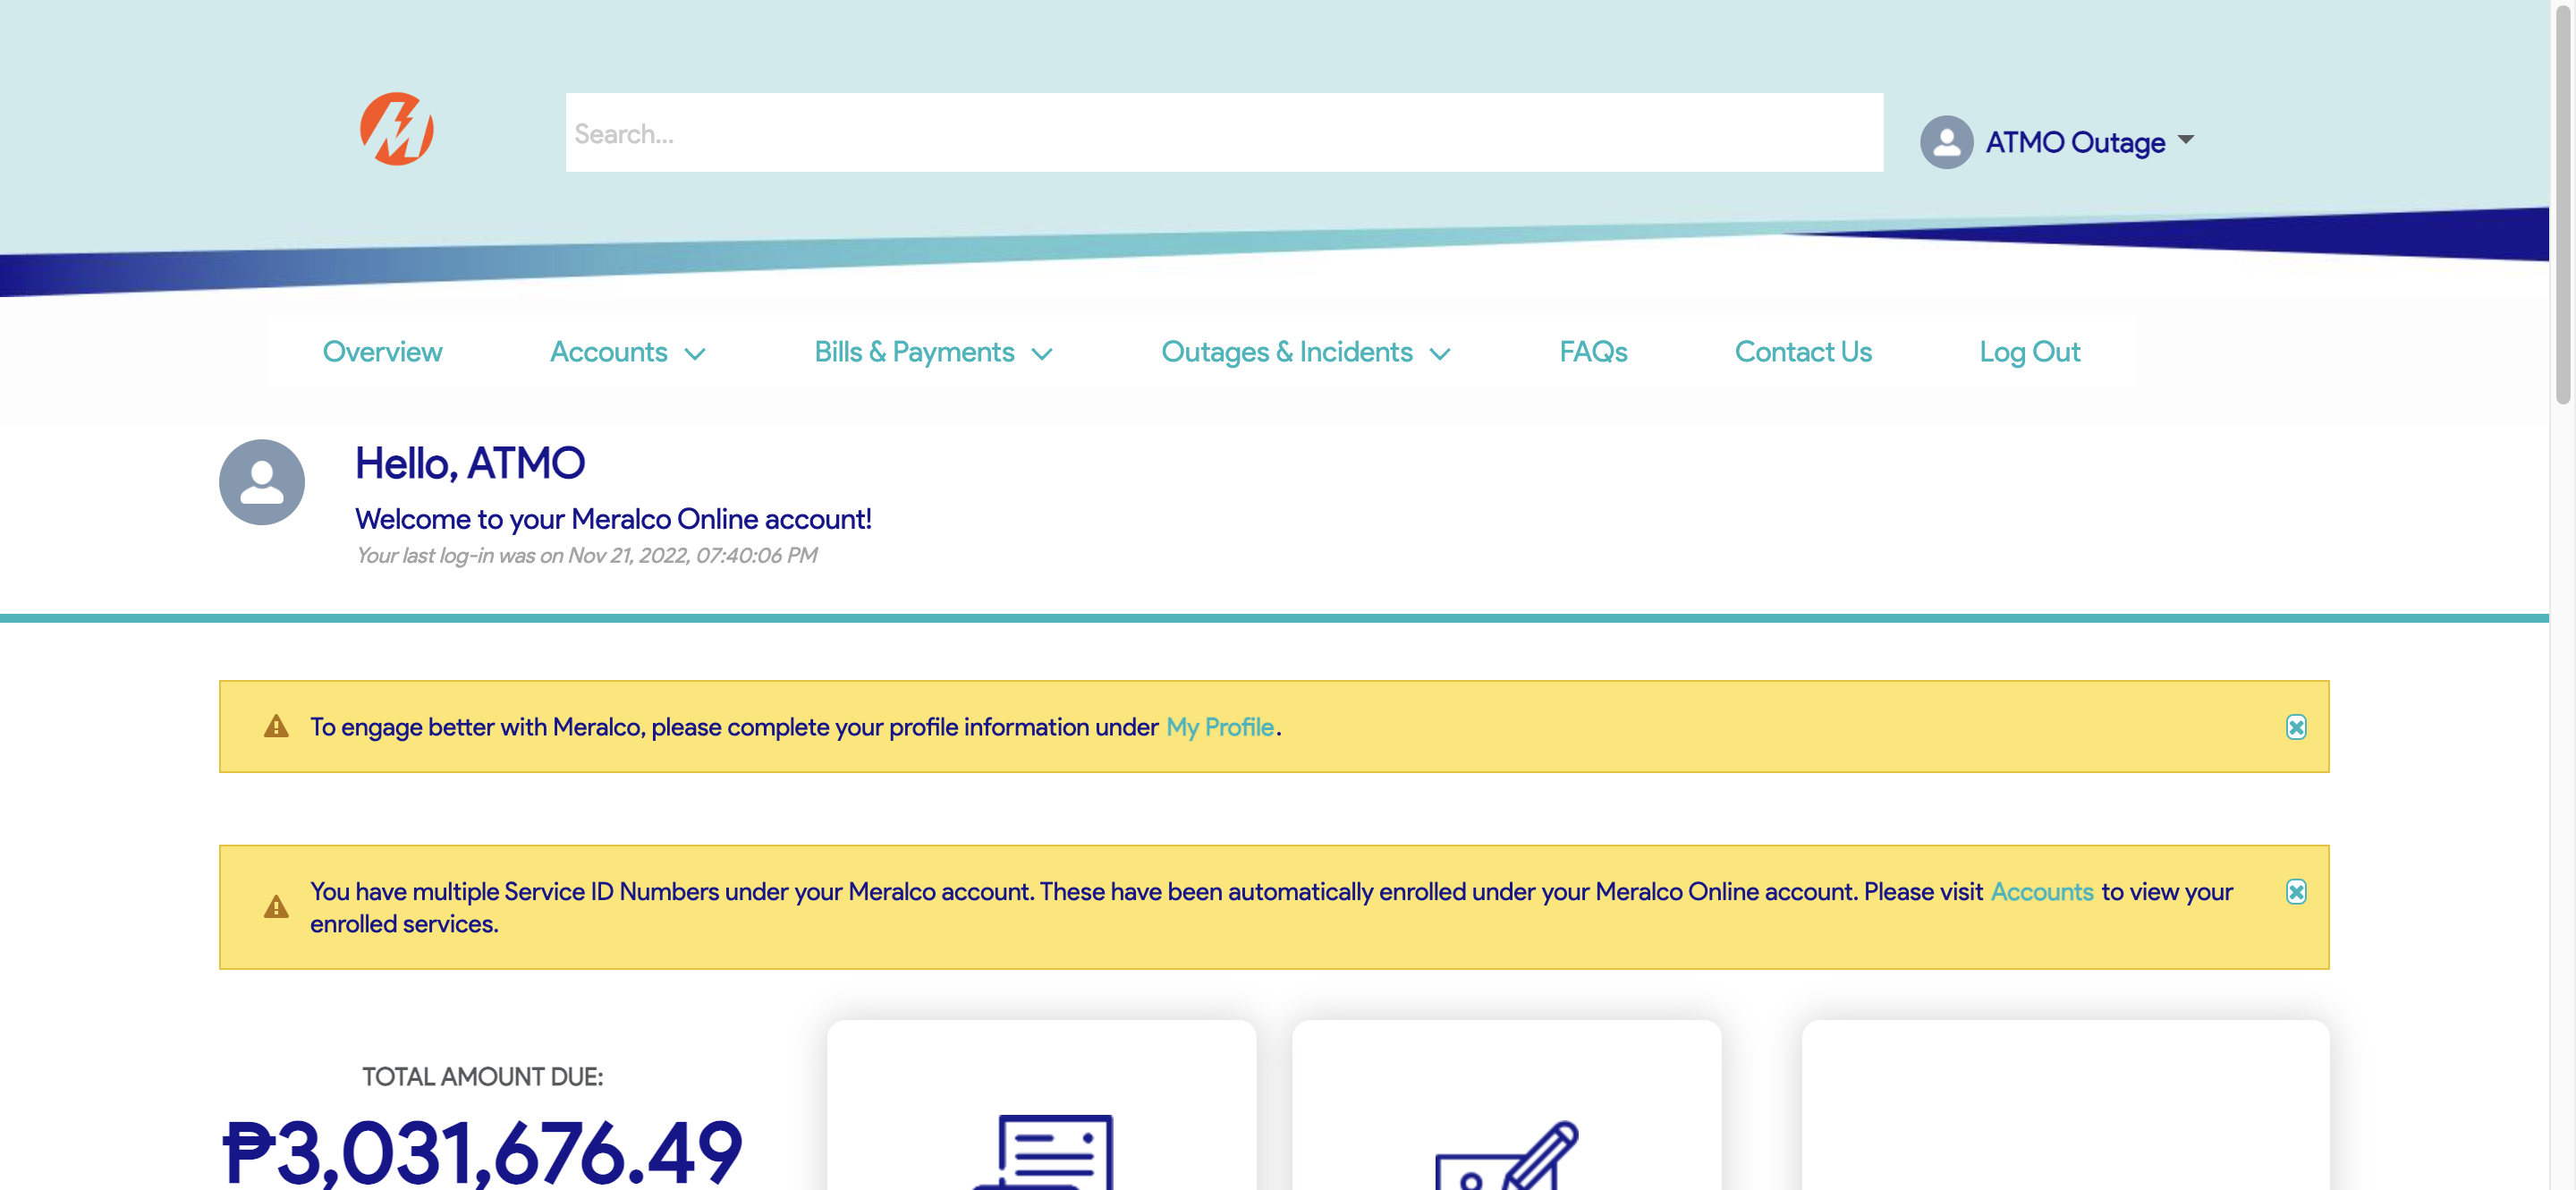 Search...
ATMO Outage
Overview Accounts Bills & Payments Outages & Incidents FAQs Contact Us Log Out
Hello, ATMO
Welcome to your Meralco Online account!
Your last log-in was on Nov 21, 2022, 07:40:06 PM
To engage better with Meralco, please complete your profile information under My Profile.
You have multiple Service ID Numbers under your Meralco account. These have been automatically enrolled under your Meralco Online account. Please visit Accounts to view your
enrolled services.
TOTAL AMOUNT DUE:
₱3,031,676.49